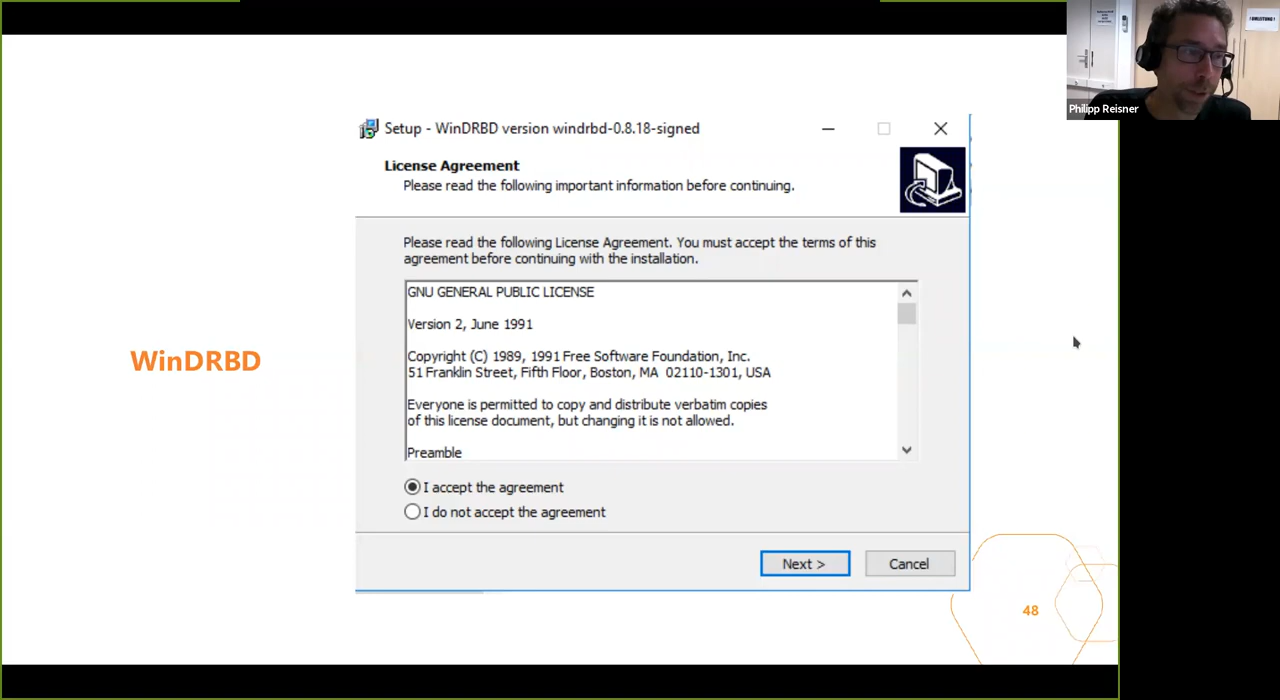 Philipp Reisner
WinDRBD
Setup - WinDRBD version windrbd-0.8.18-signed
License Agreement
Please read the following important information before continuing.
Please read the following License Agreement. You must accept the terms of this
agreement before continuing with the installation.
GNU GENERAL PUBLIC LICENSE
Version 2, June 1991
Copyright (C) 1989, 1991 Free Software Foundation, Inc.
51 Franklin Street, Fifth Floor, Boston, MA  02110-1301, USA
Everyone is permitted to copy and distribute verbatim copies
of this license document, but changing it is not allowed.
Preamble
I accept the agreement
I do not accept the agreement
Next >
Cancel
48